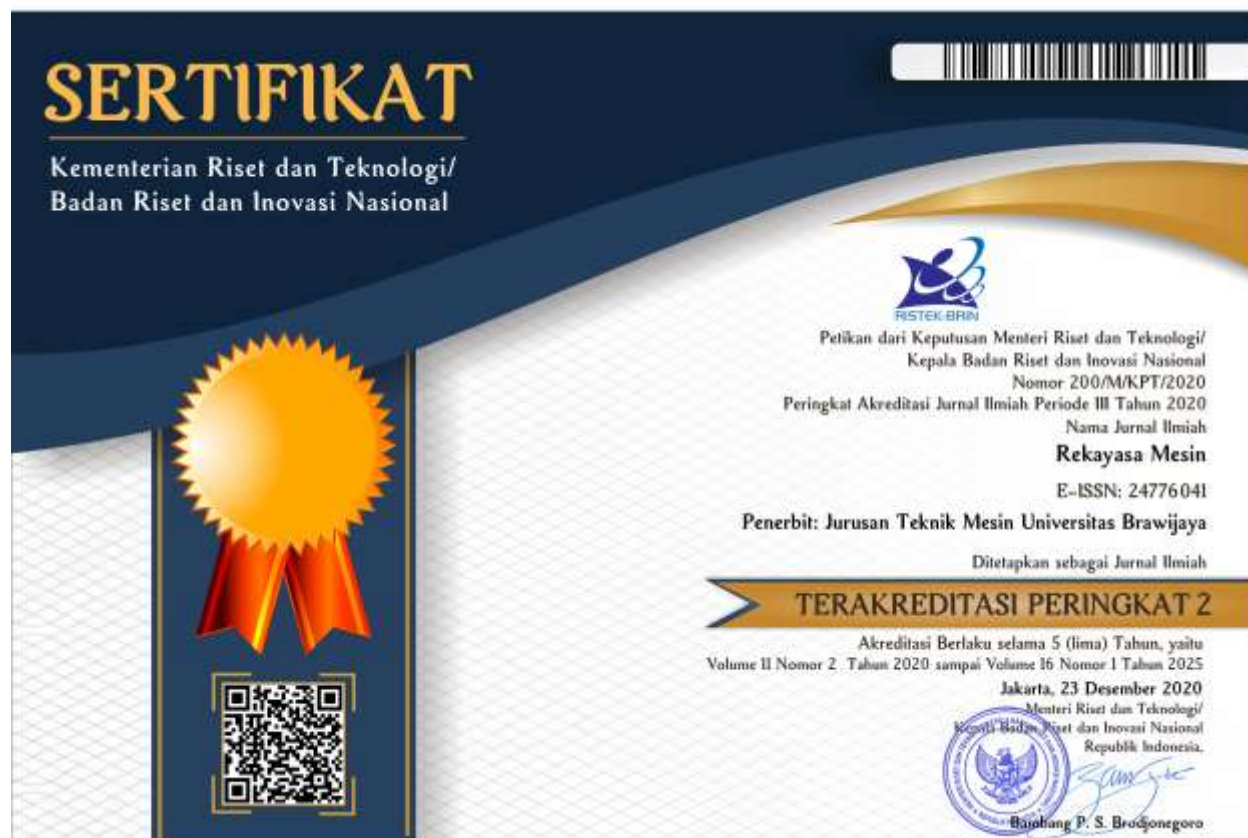 SERTIFIKAT
Kementerian Riset dan Teknologi/
Badan Riset dan Inovasi Nasional
RISTEK-BRIN
Petikan dari Keputusan Menteri Riset dan Teknologi/
Kepala Badan Riset dan Inovasi Nasional
Nomor 200/M/KPT/2020
Peringkat Akreditasi Jurnal Ilmiah Periode III Tahun 2020
Nama Jurnal Ilmiah
Rekayasa Mesin
E-ISSN: 24776041
Penerbit: Jurusan Teknik Mesin Universitas Brawijaya
Ditetapkan sebagai Jurnal Ilmiah
TERAKREDITASI PERINGKAT 2
Akreditasi Berlaku selama 5 (lima) Tahun, yaitu
Volume 11 Nomor 2 Tahun 2020 sampai Volume 16 Nomor 1 Tahun 2025
Jakarta, 23 Desember 2020
Menteri Riset dan Teknologi/
Kepala Badan Riset dan Inovasi Nasional
Republik Indonesia,
Bambang P. S. Brodjonegoro